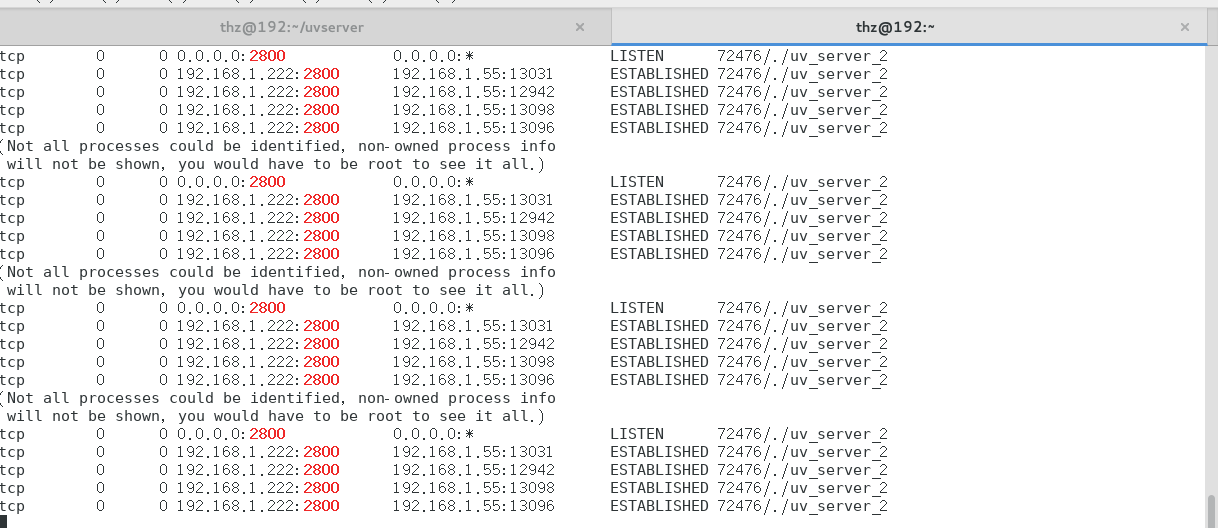 thz@192:~/uvserver × thz@192:~ ×
tcp 0 0 0.0.0.0:2800 0.0.0.0:* LISTEN 72476/./uv_server_2
tcp 0 0 192.168.1.222:2800 192.168.1.55:13031 ESTABLISHED 72476/./uv_server_2
tcp 0 0 192.168.1.222:2800 192.168.1.55:12942 ESTABLISHED 72476/./uv_server_2
tcp 0 0 192.168.1.222:2800 192.168.1.55:13098 ESTABLISHED 72476/./uv_server_2
tcp 0 0 192.168.1.222:2800 192.168.1.55:13096 ESTABLISHED 72476/./uv_server_2
(Not all processes could be identified, non-owned process info
will not be shown, you would have to be root to see it all.)
tcp 0 0 0.0.0.0:2800 0.0.0.0:* LISTEN 72476/./uv_server_2
tcp 0 0 192.168.1.222:2800 192.168.1.55:13031 ESTABLISHED 72476/./uv_server_2
tcp 0 0 192.168.1.222:2800 192.168.1.55:12942 ESTABLISHED 72476/./uv_server_2
tcp 0 0 192.168.1.222:2800 192.168.1.55:13098 ESTABLISHED 72476/./uv_server_2
tcp 0 0 192.168.1.222:2800 192.168.1.55:13096 ESTABLISHED 72476/./uv_server_2
(Not all processes could be identified, non-owned process info
will not be shown, you would have to be root to see it all.)
tcp 0 0 0.0.0.0:2800 0.0.0.0:* LISTEN 72476/./uv_server_2
tcp 0 0 192.168.1.222:2800 192.168.1.55:13031 ESTABLISHED 72476/./uv_server_2
tcp 0 0 192.168.1.222:2800 192.168.1.55:12942 ESTABLISHED 72476/./uv_server_2
tcp 0 0 192.168.1.222:2800 192.168.1.55:13098 ESTABLISHED 72476/./uv_server_2
tcp 0 0 192.168.1.222:2800 192.168.1.55:13096 ESTABLISHED 72476/./uv_server_2
(Not all processes could be identified, non-owned process info
will not be shown, you would have to be root to see it all.)
tcp 0 0 0.0.0.0:2800 0.0.0.0:* LISTEN 72476/./uv_server_2
tcp 0 0 192.168.1.222:2800 192.168.1.55:13031 ESTABLISHED 72476/./uv_server_2
tcp 0 0 192.168.1.222:2800 192.168.1.55:12942 ESTABLISHED 72476/./uv_server_2
tcp 0 0 192.168.1.222:2800 192.168.1.55:13098 ESTABLISHED 72476/./uv_server_2
tcp 0 0 192.168.1.222:2800 192.168.1.55:13096 ESTABLISHED 72476/./uv_server_2